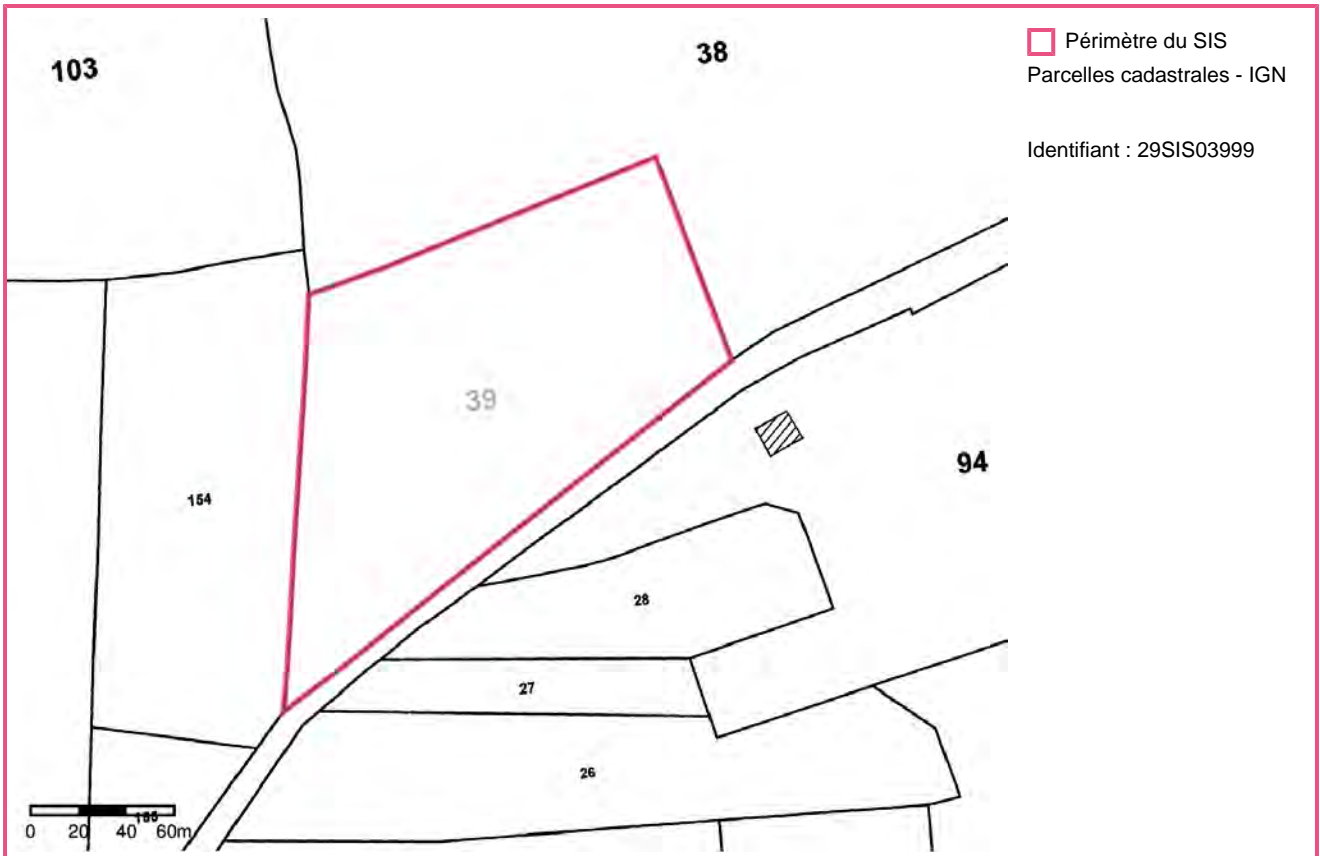 103
38
Périmètre du SIS
Parcelles cadastrales - IGN
Identifiant : 29SIS03999
39
94
154
28
27
26
0 20 40 60m